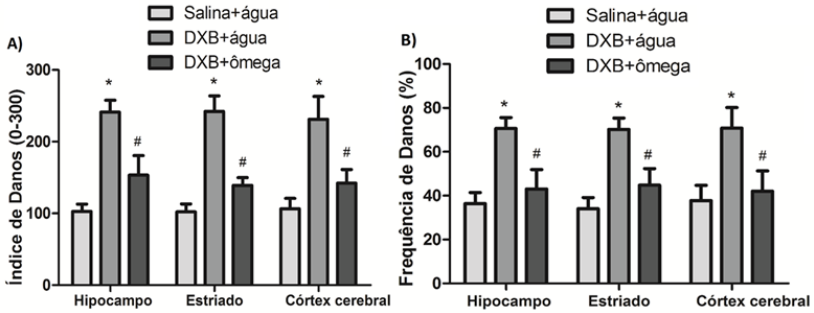 A)
Salina+água
DXB+água
DXB+ômega
Índice de Danos (0-300)
300
200
100
0
*
#
*
#
*
#
Hipocampo
Estriado
Córtex cerebral
B)
Salina+água
DXB+água
DXB+ômega
Frequência de Danos (%)
100
80
60
40
20
0
*
#
*
#
*
#
Hipocampo
Estriado
Córtex cerebral